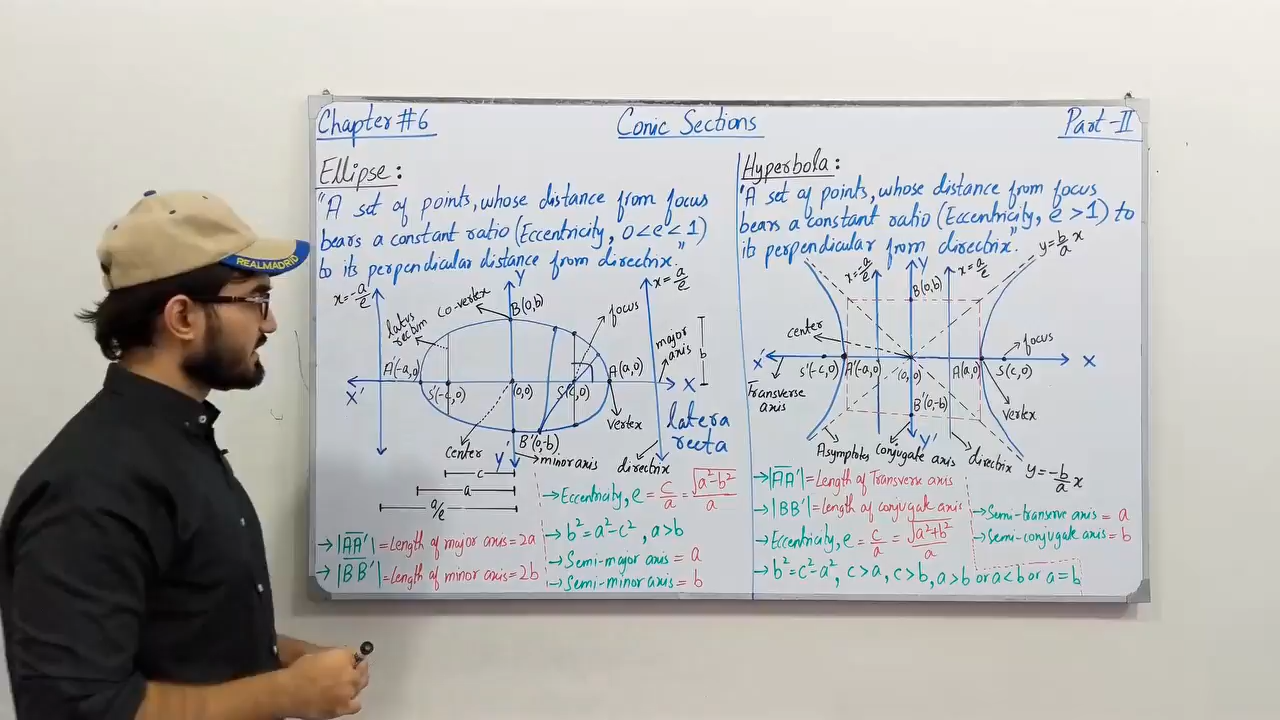 Chapter #6
Conic Sections
Part-II
Ellipse:
"A set of points, whose distance from focus
bears a constant ratio (Eccentricity, 0<e<1)
to its perpendicular distance from directrix."
x=-a/e
Y
x=a/e
co-vertex
B(0,b)
latus
rectum
focus
major
axis
b
A'(-a,0)
S'(-c,0)
(0,0)
S(c,0)
A(a,0)
X'
X
vertex
latera
recta
center
Y'
B'(0,-b)
minor axis
directrix
c
a
a/e
→Eccentricity, e = c/a = √(a²-b²)/a
→b²=a²-c², a>b
→Semi-major axis = a
→Semi-minor axis = b
→|AA'|=Length of major axis=2a
→|BB'|=Length of minor axis=2b
Hyperbola:
"A set of points, whose distance from focus
bears a constant ratio (Eccentricity, e>1) to
its perpendicular from directrix."
y=b/a x
x=a/e
Y
x=a/e
B(0,b)
center
focus
X'
S'(-c,0)
A'(-a,0)
(0,0)
A(a,0)
S(c,0)
X
Transverse
axis
B'(0,-b)
vertex
Y'
Asymptotes
conjugate axis
directrix
y=-b/a x
→|AA'|=Length of Transverse axis
→|BB'|=Length of conjugate axis
→Eccentricity, e = c/a = √(a²+b²)/a
→Semi-transverse axis = a
→Semi-conjugate axis = b
→b²=c²-a², c>a, c>b, a>b or a<b or a=b
REALMADRID